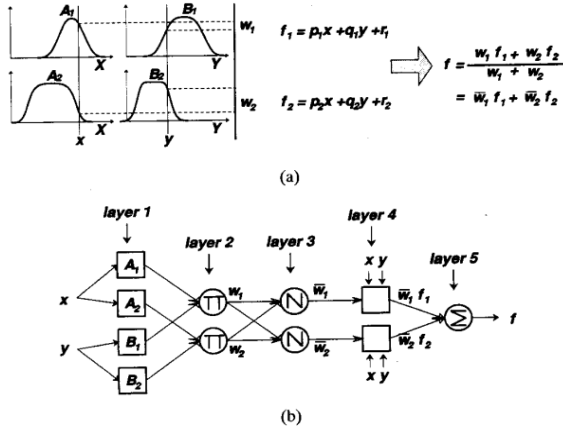 A₁ B₁ w₁
X Y
f₁ = p₁x +q₁y +r₁
f = w₁ f₁ + w₂ f₂ / w₁ + w₂
= w̅₁ f₁ + w̅₂ f₂
A₂ B₂ w₂
X Y
x y
f₂ = p₂x +q₂y +r₂
(a)
layer 1 layer 2 layer 3 layer 4 layer 5
x y
A₁
x A₂ Π w₁ N w̅₁ w̅₁ f₁
Σ f
y B₁ Π w₂ N w̅₂ w̅₂ f₂
B₂
x y
(b)